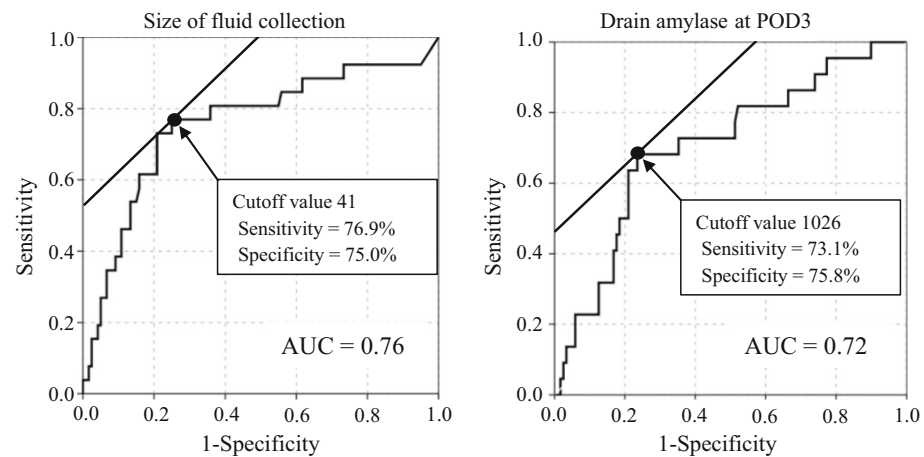 Size of fluid collection
1.0
0.8
0.6
0.4
0.2
0.0
Sensitivity
Cutoff value 41
Sensitivity = 76.9%
Specificity = 75.0%
AUC = 0.76
0.0 0.2 0.4 0.6 0.8 1.0
1-Specificity
Drain amylase at POD3
1.0
0.8
0.6
0.4
0.2
0.0
Sensitivity
Cutoff value 1026
Sensitivity = 73.1%
Specificity = 75.8%
AUC = 0.72
0.0 0.2 0.4 0.6 0.8 1.0
1-Specificity